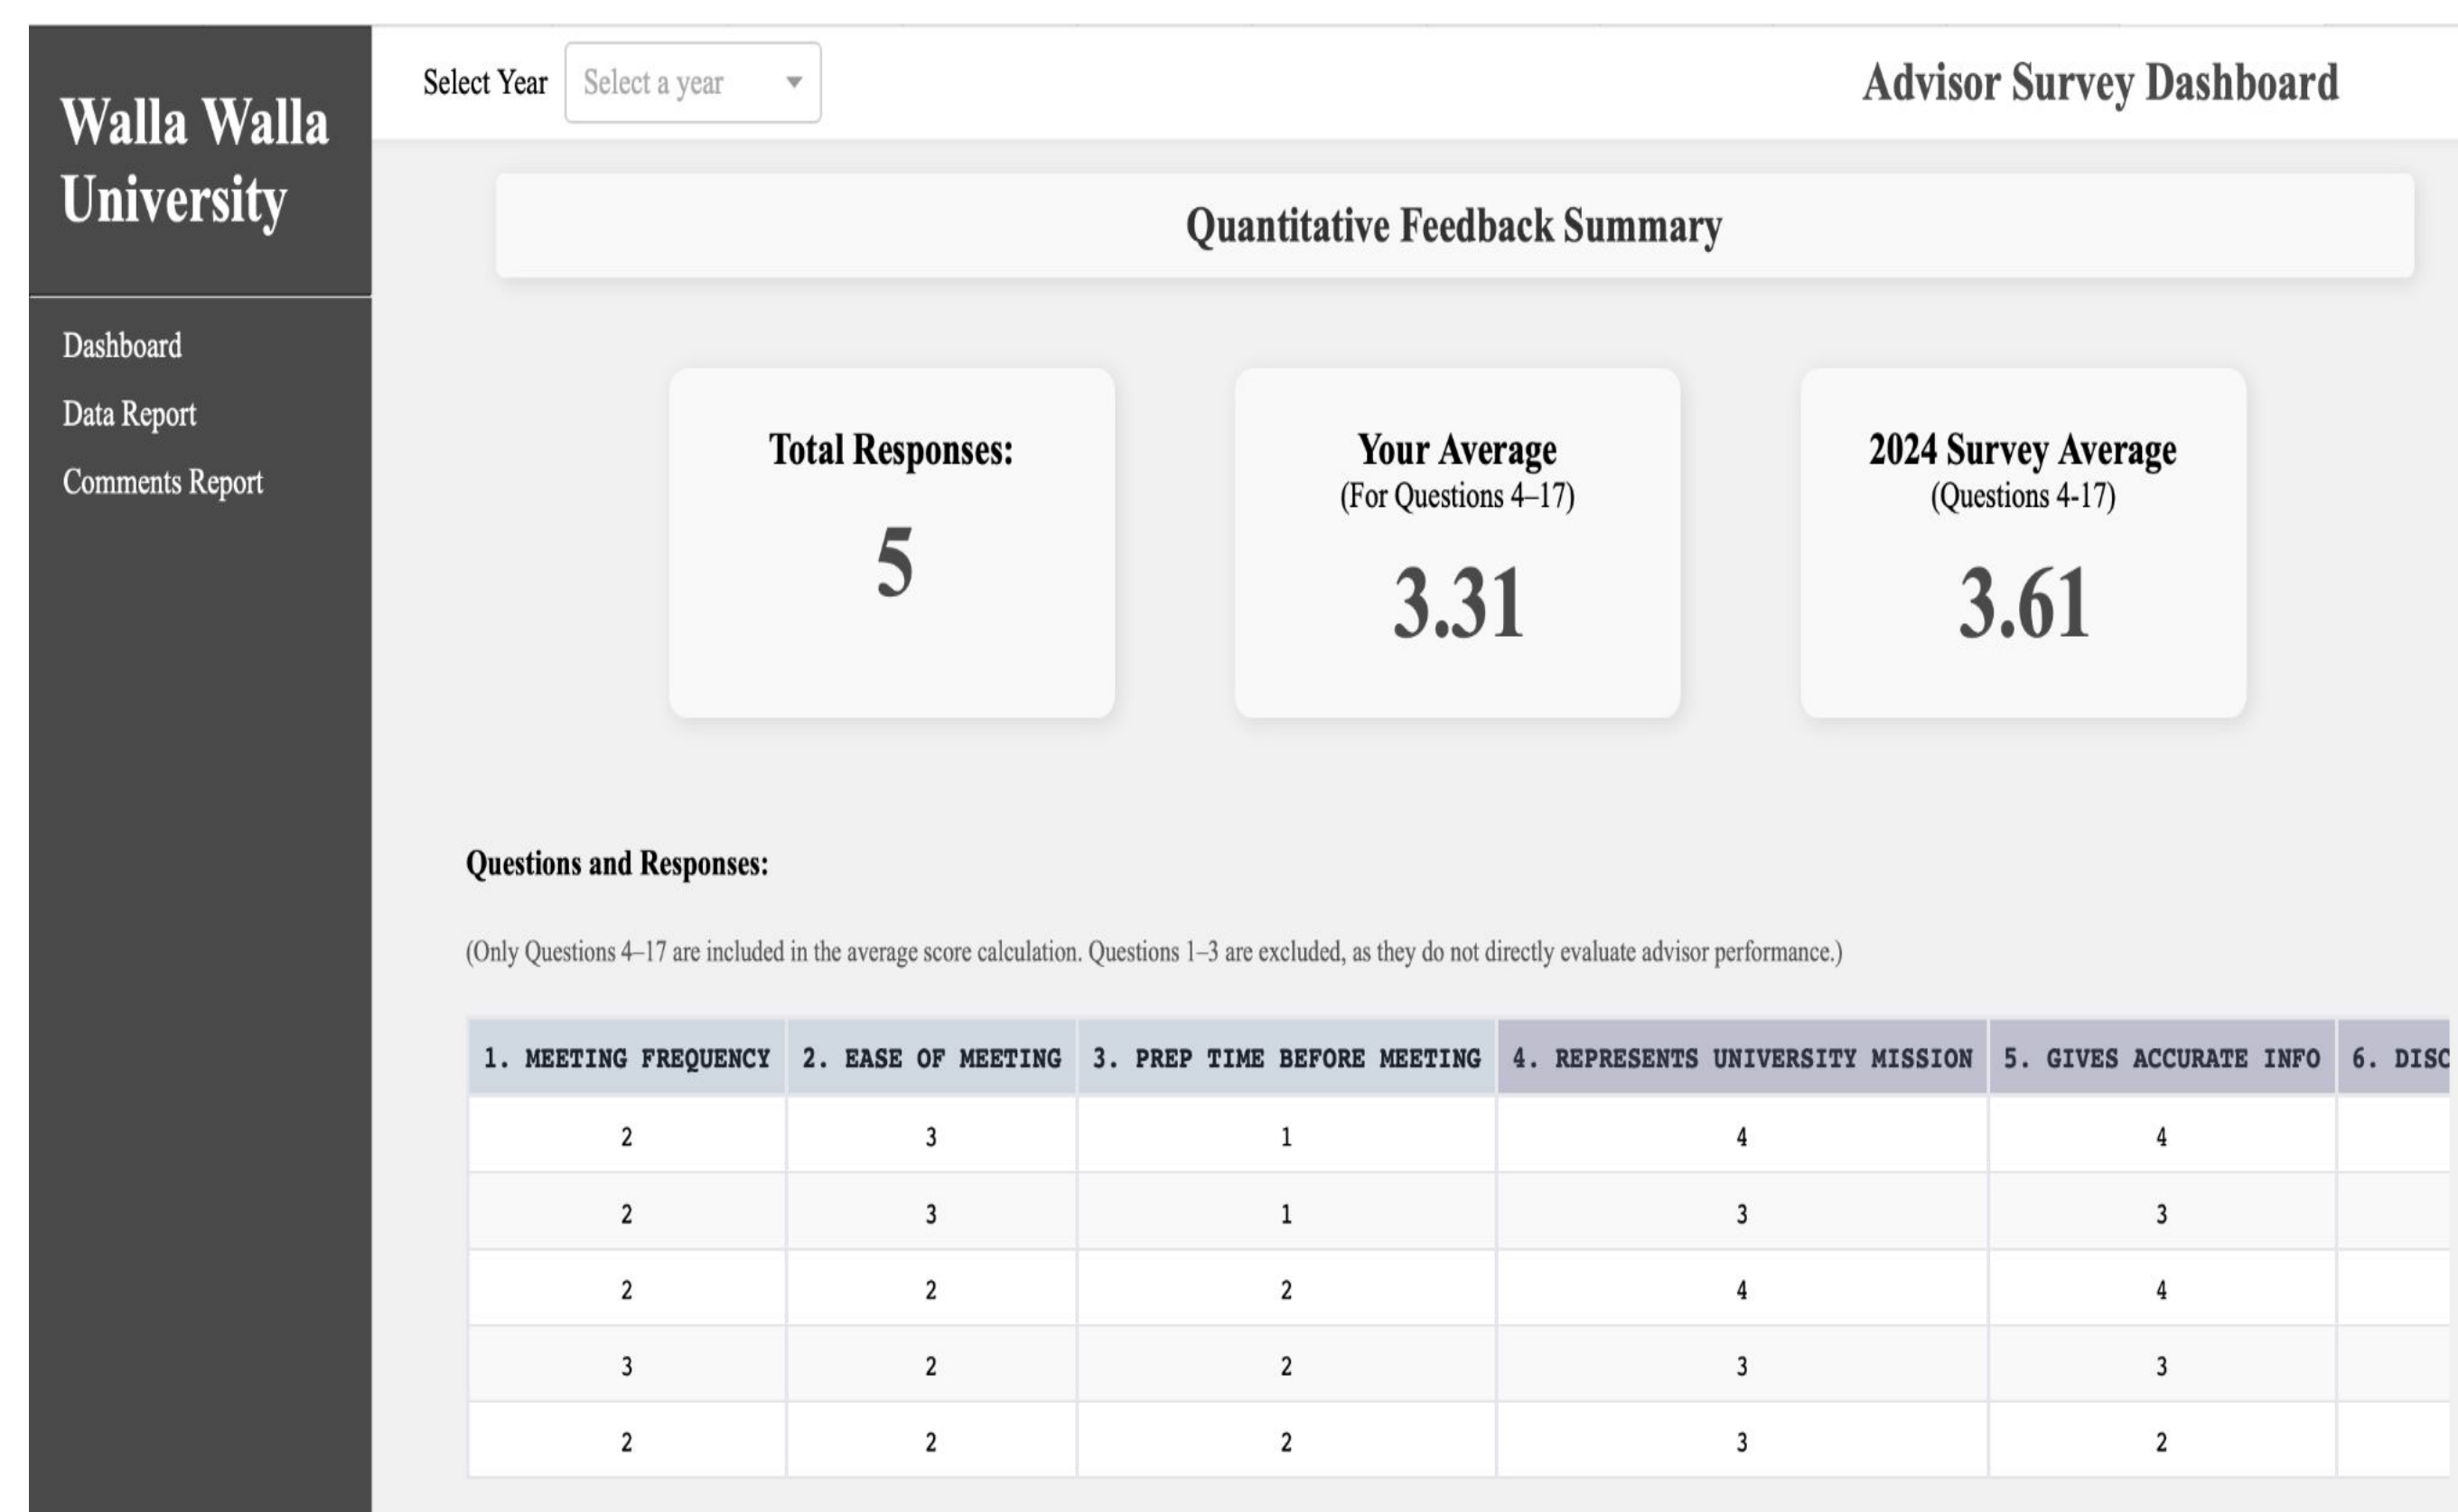 Walla Walla
University
Dashboard
Data Report
Comments Report
Select Year Select a year
Advisor Survey Dashboard
Quantitative Feedback Summary
Total Responses:
5
Your Average
(For Questions 4–17)
3.31
2024 Survey Average
(Questions 4-17)
3.61
Questions and Responses:
(Only Questions 4–17 are included in the average score calculation. Questions 1–3 are excluded, as they do not directly evaluate advisor performance.)
1. MEETING FREQUENCY 2. EASE OF MEETING 3. PREP TIME BEFORE MEETING 4. REPRESENTS UNIVERSITY MISSION 5. GIVES ACCURATE INFO 6. DISC
2 3 1 4 4
2 3 1 3 3
2 2 2 4 4
3 2 2 3 3
2 2 2 3 2